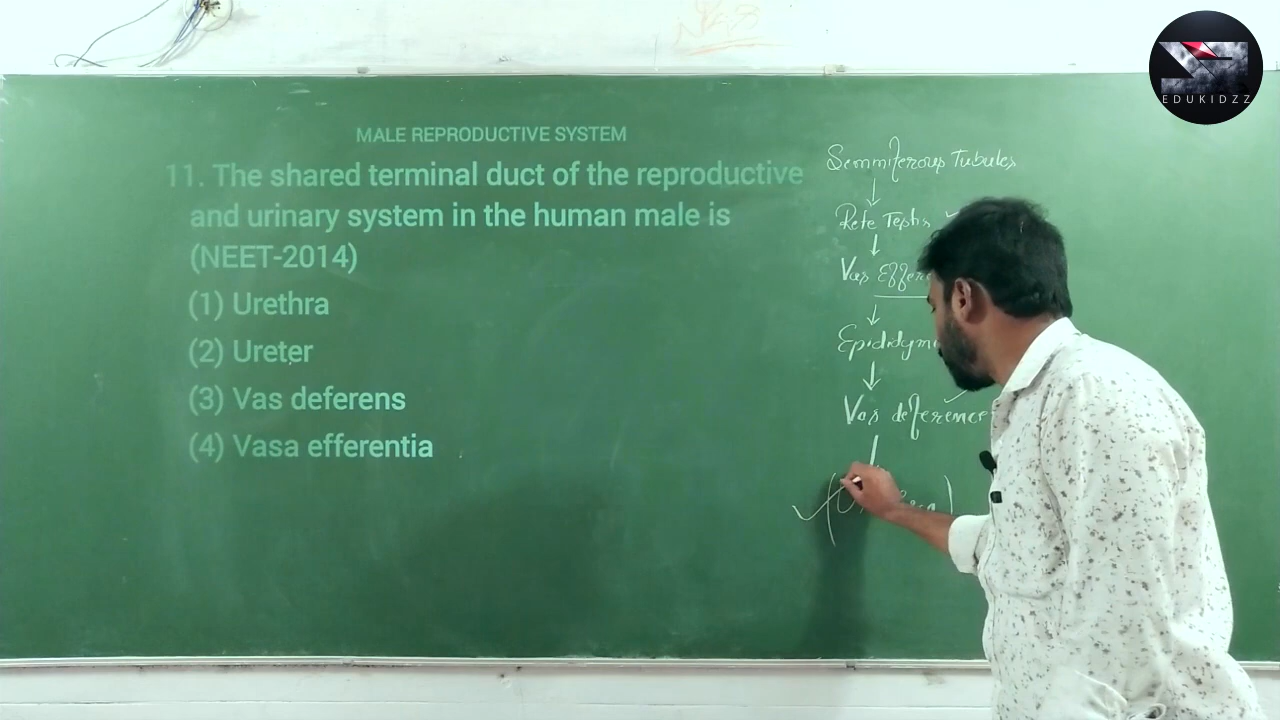 MALE REPRODUCTIVE SYSTEM
11. The shared terminal duct of the reproductive
and urinary system in the human male is
(NEET-2014)
(1) Urethra
(2) Ureter
(3) Vas deferens
(4) Vasa efferentia
Semmiferous Tubules
Rete Testis
Vas
Vas deference
EDUKIDZZ